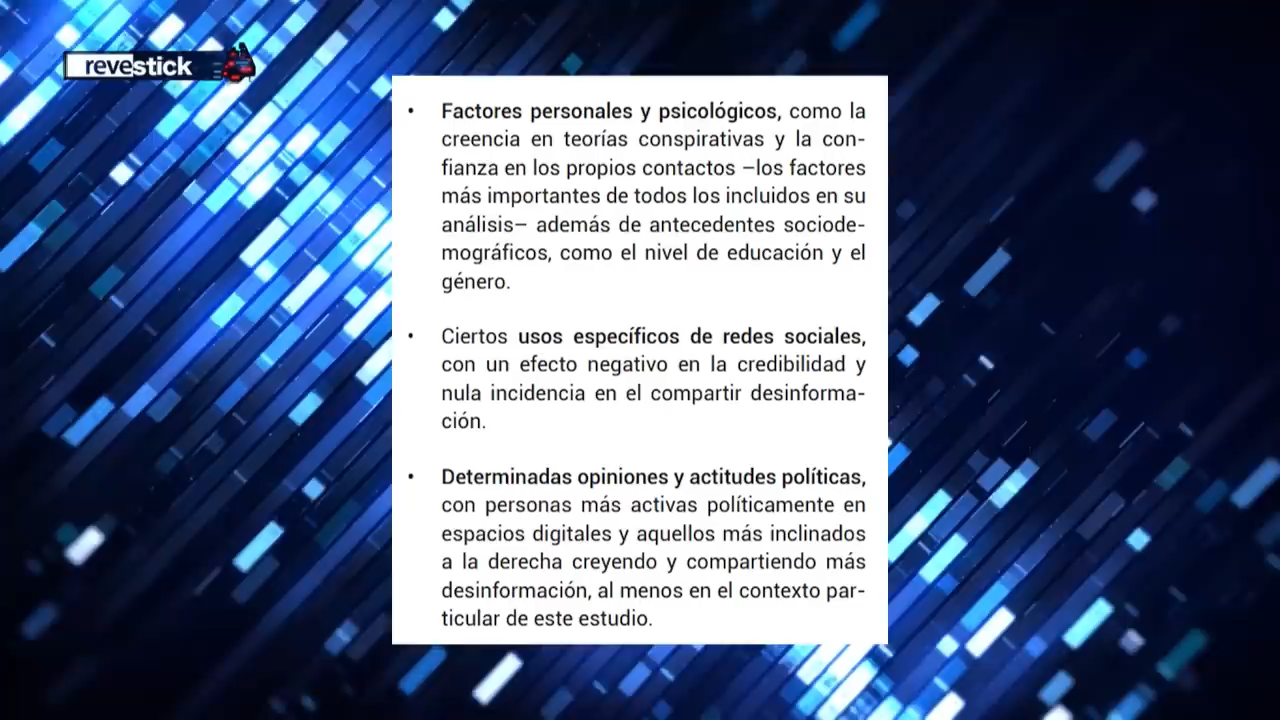 revestick
• Factores personales y psicológicos, como la
creencia en teorías conspirativas y la con-
fianza en los propios contactos –los factores
más importantes de todos los incluidos en su
análisis– además de antecedentes sociode-
mográficos, como el nivel de educación y el
género.
• Ciertos usos específicos de redes sociales,
con un efecto negativo en la credibilidad y
nula incidencia en el compartir desinforma-
ción.
• Determinadas opiniones y actitudes políticas,
con personas más activas políticamente en
espacios digitales y aquellos más inclinados
a la derecha creyendo y compartiendo más
desinformación, al menos en el contexto par-
ticular de este estudio.